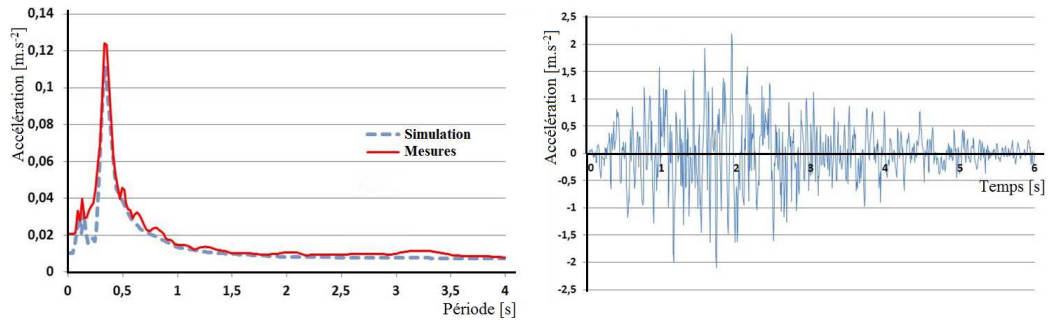 Accélération [m.s-2]
0,14
0,12
0,1
0,08
0,06
0,04
0,02
0
0 0,5 1 1,5 2 2,5 3 3,5 4
Période [s]
Simulation
Mesures
Accélération [m.s-2]
2,5
2
1,5
1
0,5
0
-0,5
-1
-1,5
-2
-2,5
0 1 2 3 4 5 6
Temps [s]